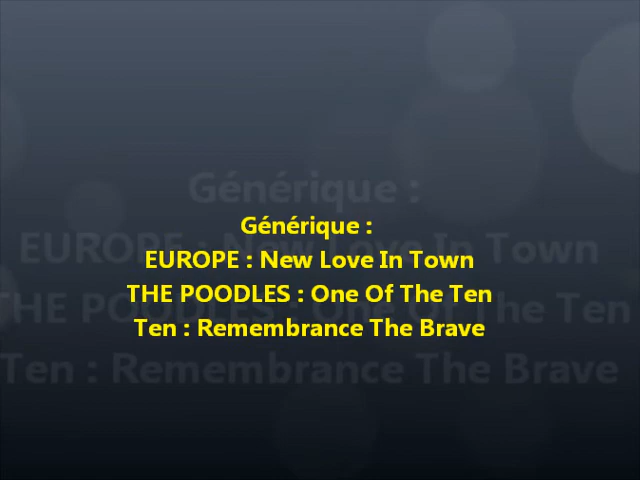 Générique :
EUROPE : New Love In Town
THE POODLES : One Of The Ten
Ten : Remembrance The Brave